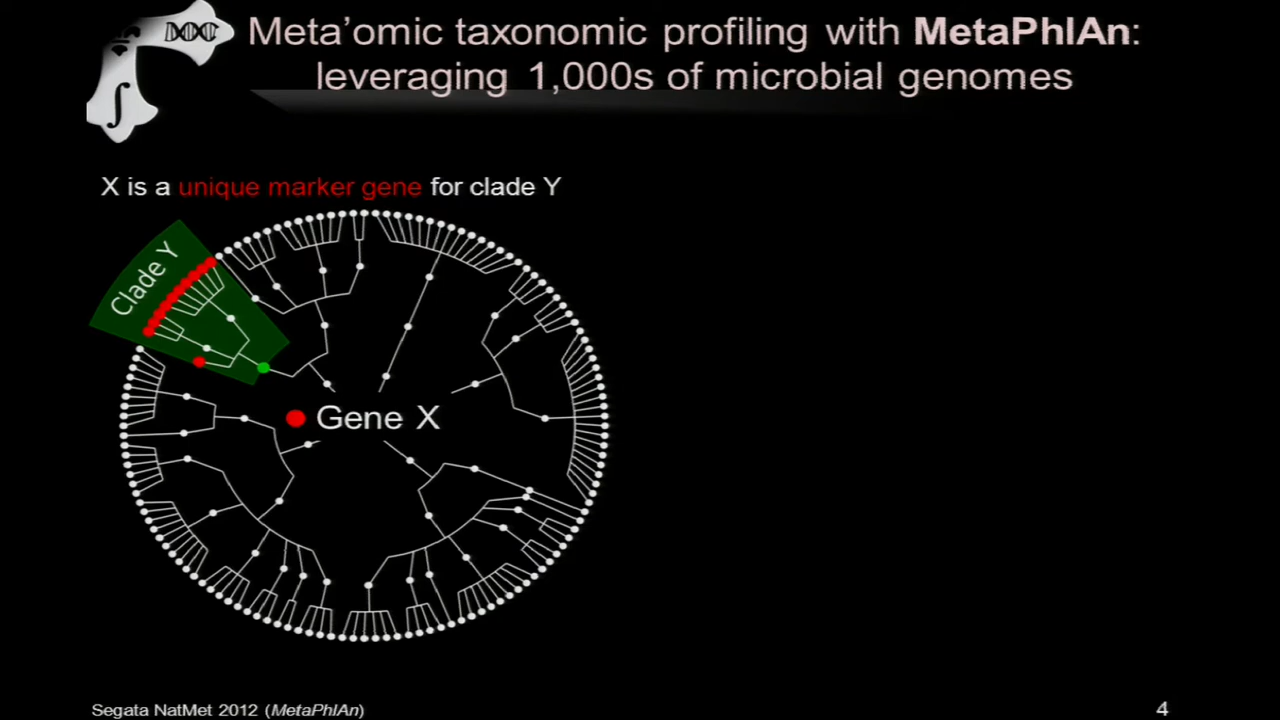 Meta’omic taxonomic profiling with MetaPhlAn:
leveraging 1,000s of microbial genomes
X is a unique marker gene for clade Y
Clade Y
Gene X
Segata NatMet 2012 (MetaPhlAn)
4